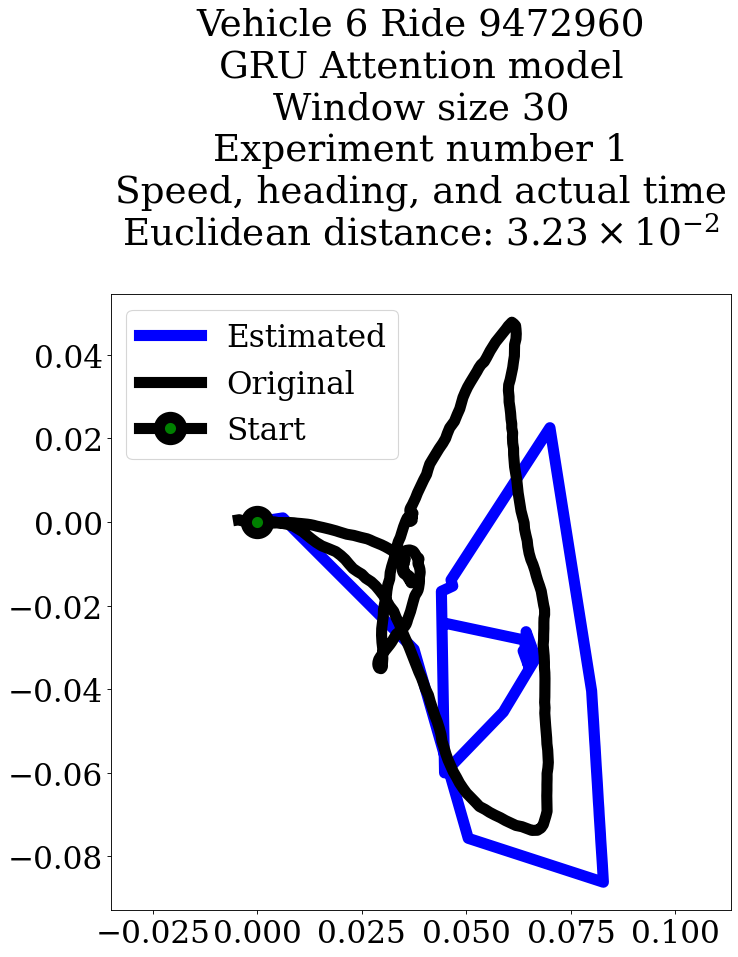 Vehicle 6 Ride 9472960
GRU Attention model
Window size 30
Experiment number 1
Speed, heading, and actual time
Euclidean distance: 3.23 × 10⁻²
Estimated
Original
Start
0.04
0.02
0.00
−0.02
−0.04
−0.06
−0.08
−0.025 0.000 0.025 0.050 0.075 0.100